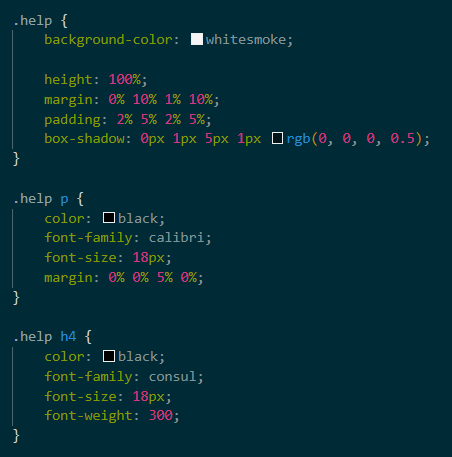 .help {
    background-color: whitesmoke;

    height: 100%;
    margin: 0% 10% 1% 10%;
    padding: 2% 5% 2% 5%;
    box-shadow: 0px 1px 5px 1px rgb(0, 0, 0, 0.5);
}

.help p {
    color: black;
    font-family: calibri;
    font-size: 18px;
    margin: 0% 0% 5% 0%;
}

.help h4 {
    color: black;
    font-family: consul;
    font-size: 18px;
    font-weight: 300;
}